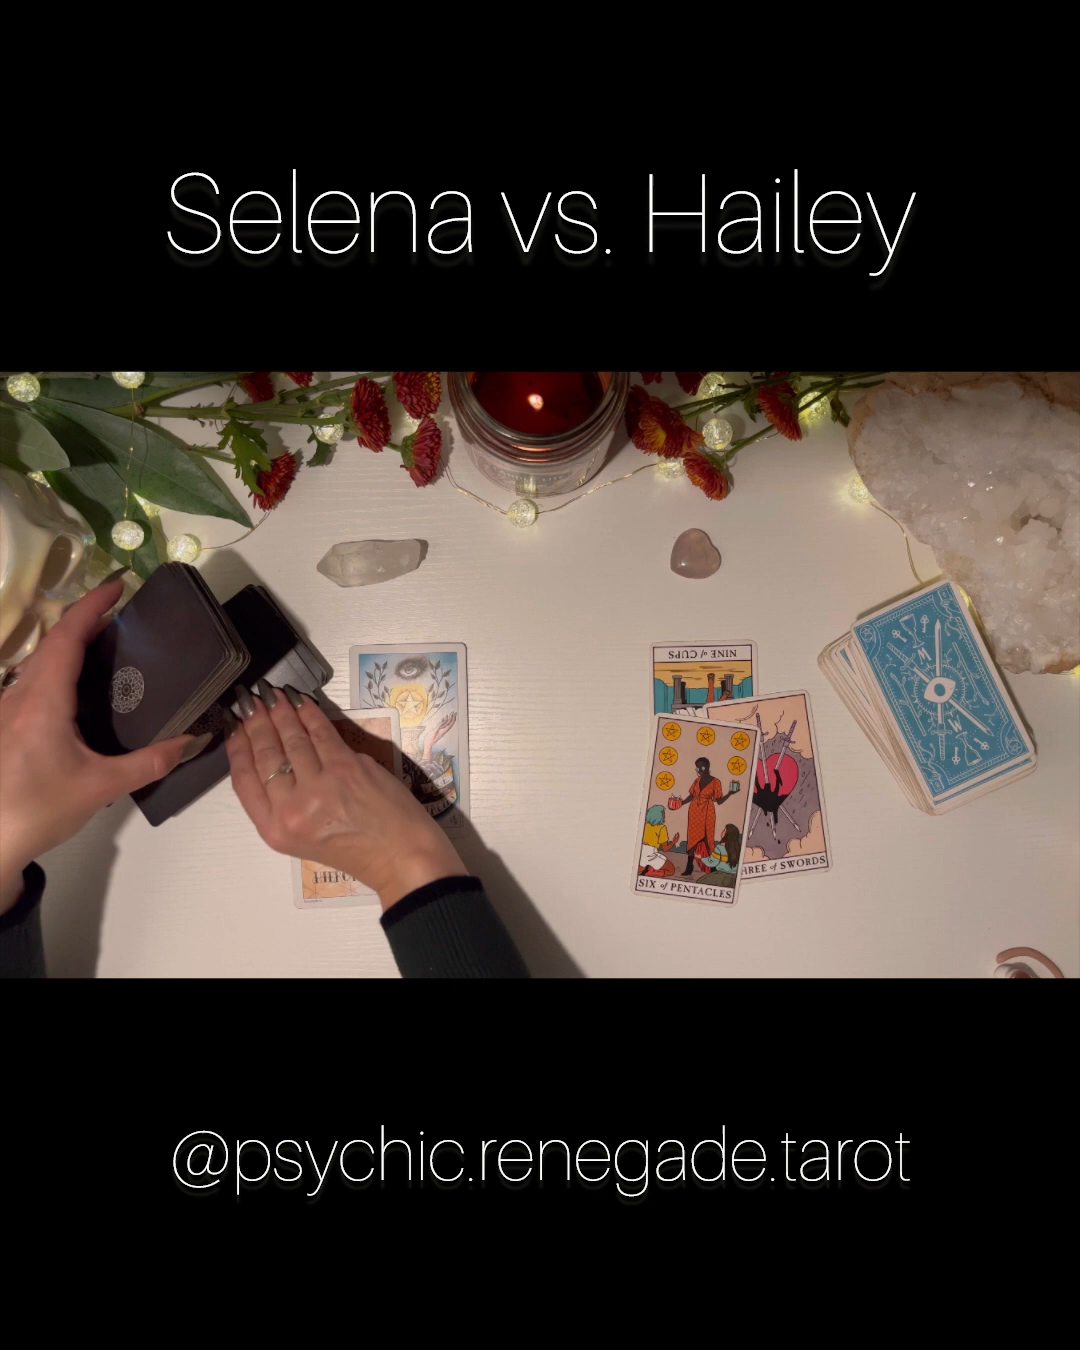 Selena vs. Hailey
NINE of CUPS
SIX of PENTACLES
THREE of SWORDS
@psychic.renegade.tarot